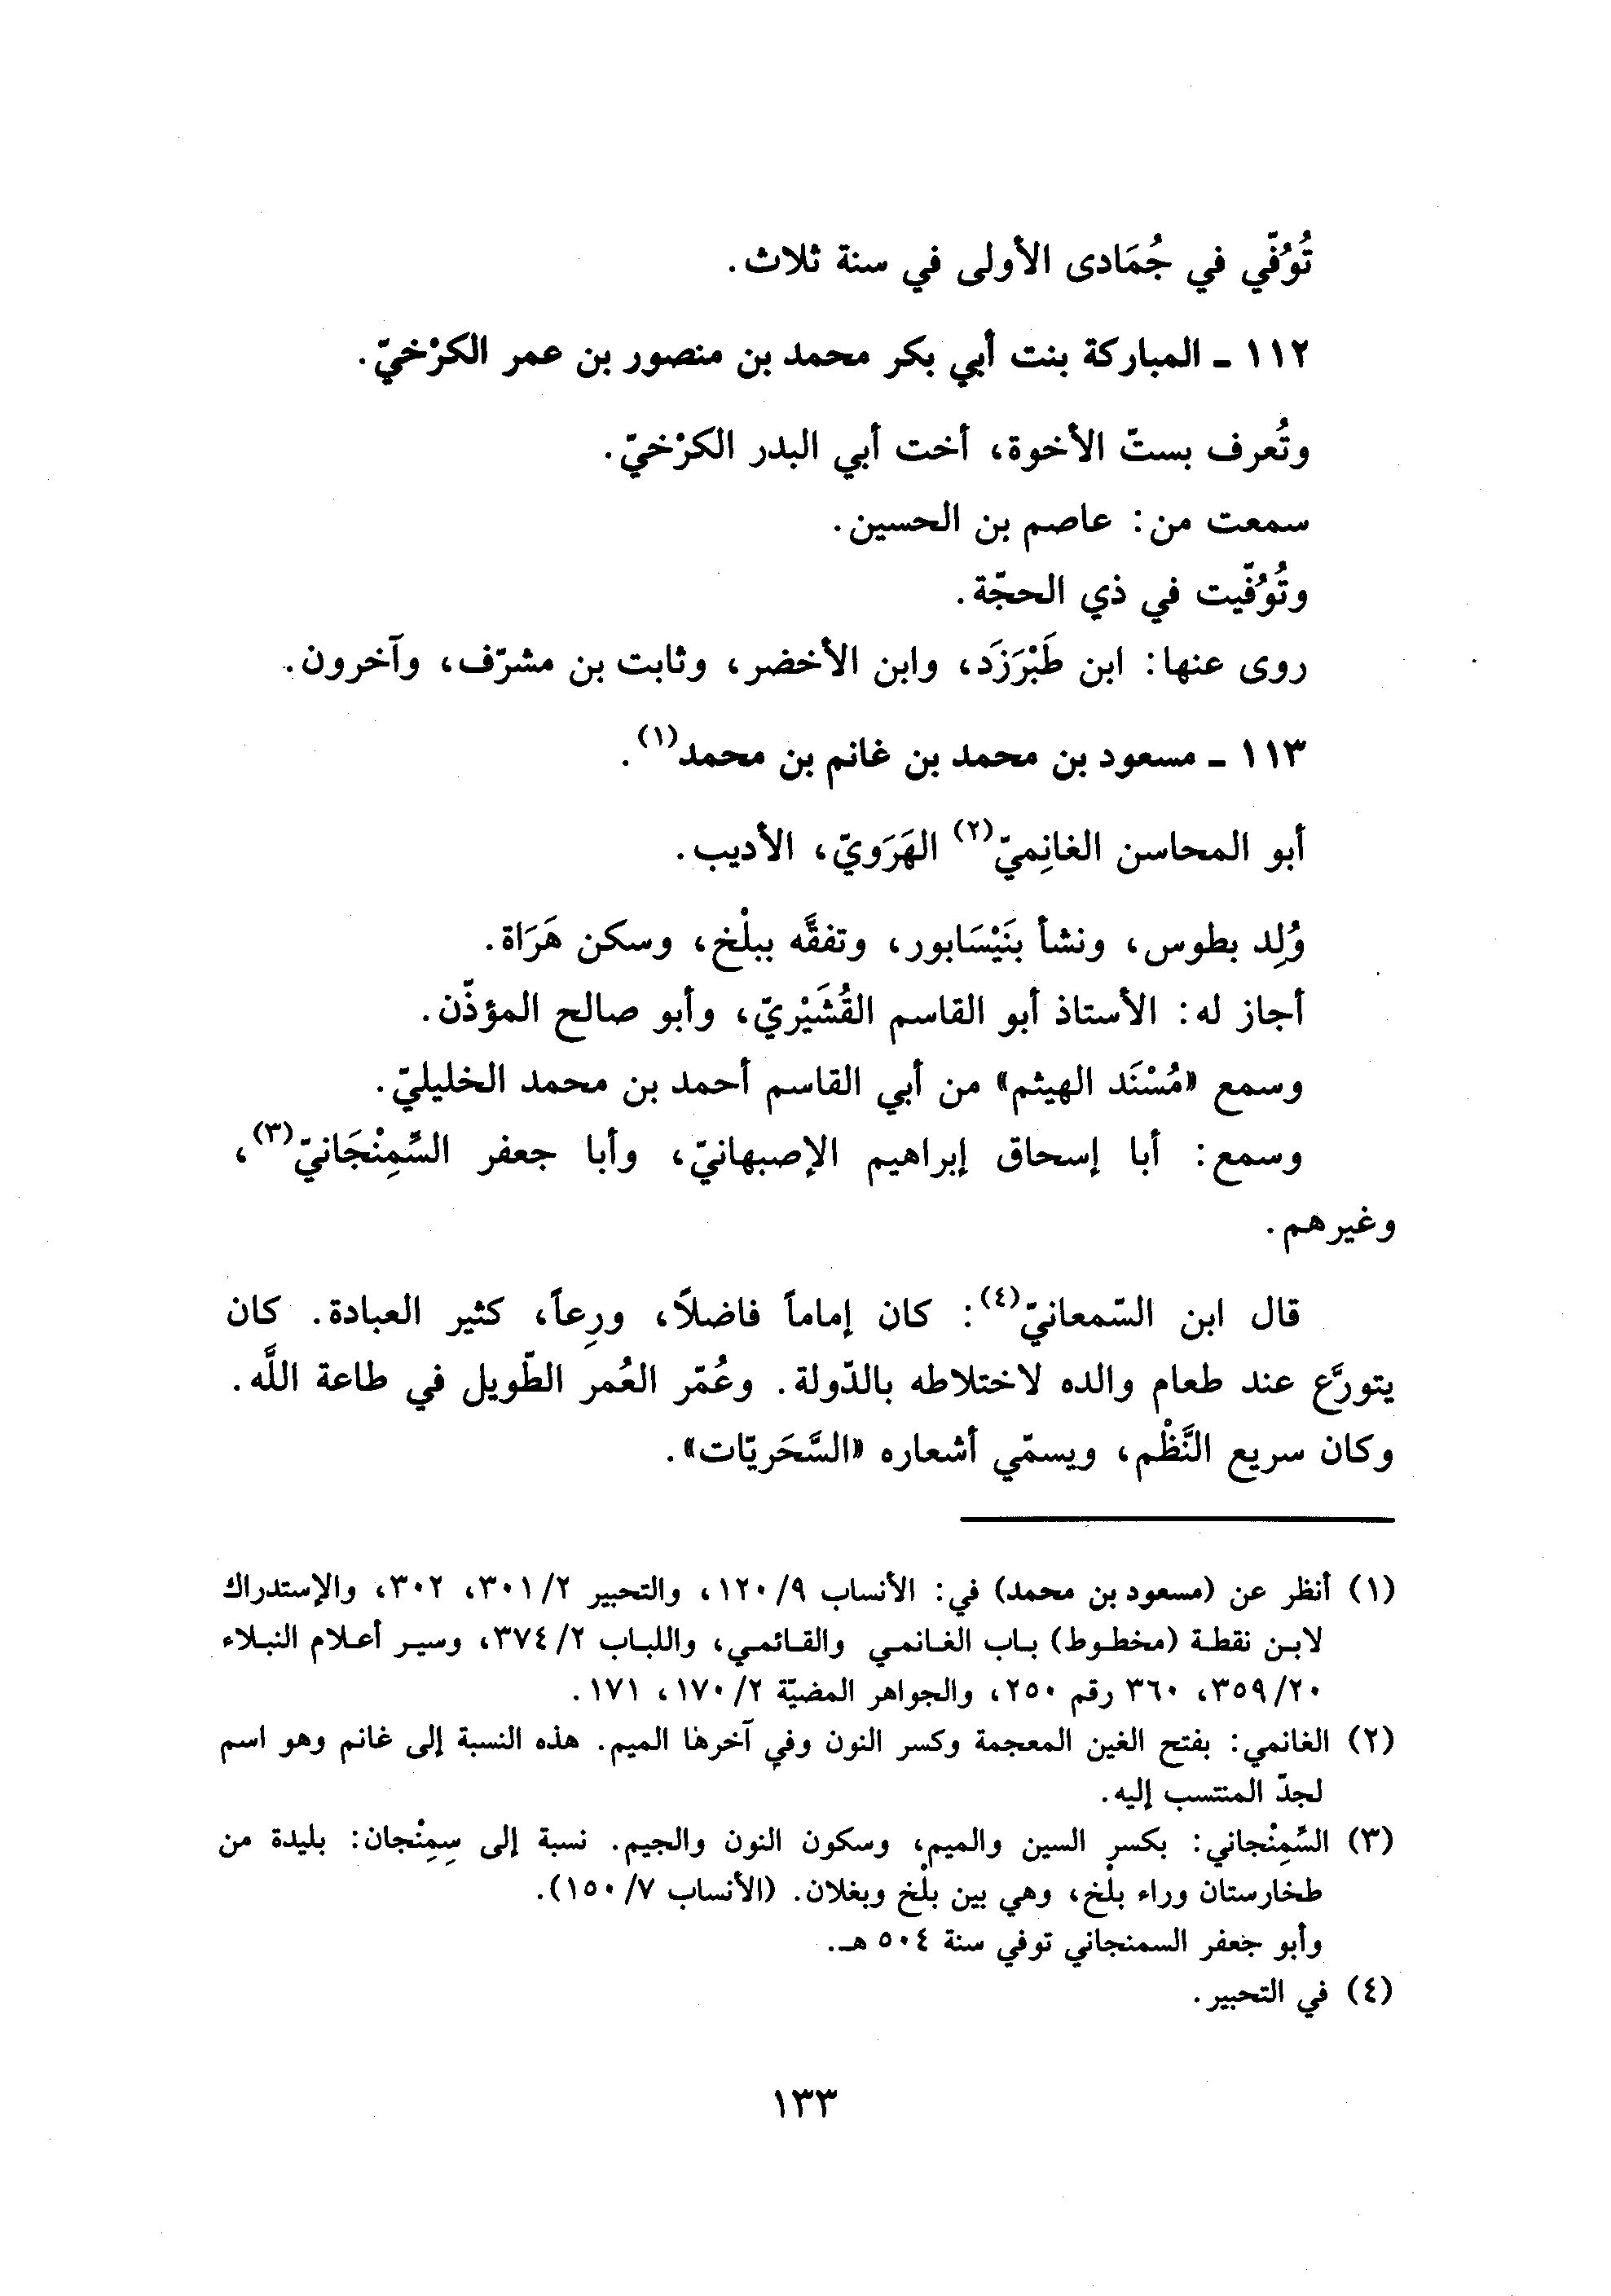 تُوُفّي في جُمَادى الأولى في سنة ثلاث.
١١٢ ـ المباركة بنت أبي بكر محمد بن منصور بن عمر الكرْخيّ.
وتُعرف بستّ الأخوة، أخت أبي البدر الكرْخيّ.
سمعت من: عاصم بن الحسين.
وتُوُفّيت في ذي الحجّة.
روى عنها: ابن طَبْرَزَد، وابن الأخضر، وثابت بن مشرّف، وآخرون.
١١٣ ـ مسعود بن محمد بن غانم بن محمد(١).
أبو المحاسن الغانِميّ(٢) الهَرَويّ، الأديب.
وُلِد بطوس، ونشأ بنَيْسَابور، وتفقَّه ببلْخ، وسكن هَرَاة.
أجاز له: الأستاذ أبو القاسم القُشَيْريّ، وأبو صالح المؤذّن.
وسمع «مُسْنَد الهيثم» من أبي القاسم أحمد بن محمد الخليليّ.
وسمع: أبا إسحاق إبراهيم الإصبهانيّ، وأبا جعفر السِّمِنْجَانيّ(٣)،
وغيرهم.
قال ابن السّمعانيّ(٤): كان إماماً فاضلاً، ورِعاً، كثير العبادة. كان
يتورَّع عند طعام والده لاختلاطه بالدّولة. وعُمّر العُمر الطّويل في طاعة اللَّه.
وكان سريع النَّظْم، ويسمّي أشعاره «السَّحَريّات».
(١) أنظر عن (مسعود بن محمد) في: الأنساب ١٢٠/٩، والتحبير ٣٠١/٢، ٣٠٢، والإستدراك
لابن نقطة (مخطوط) باب الغانمي والقائمي، واللباب ٣٧٤/٢، وسير أعلام النبلاء
٣٥٩/٢٠، ٣٦٠ رقم ٢٥٠، والجواهر المضيّة ١٧٠/٢، ١٧١.
(٢) الغانمي: بفتح الغين المعجمة وكسر النون وفي آخرها الميم. هذه النسبة إلى غانم وهو اسم
لجدّ المنتسب إليه.
(٣) السِّمِنْجاني: بكسر السين والميم، وسكون النون والجيم. نسبة إلى سِمِنْجان: بليدة من
طخارستان وراء بلْخ، وهي بين بلْخ وبغلان. (الأنساب ١٥٠/٧).
وأبو جعفر السمنجاني توفي سنة ٥٠٤ هـ.
(٤) في التحبير.
١٣٣